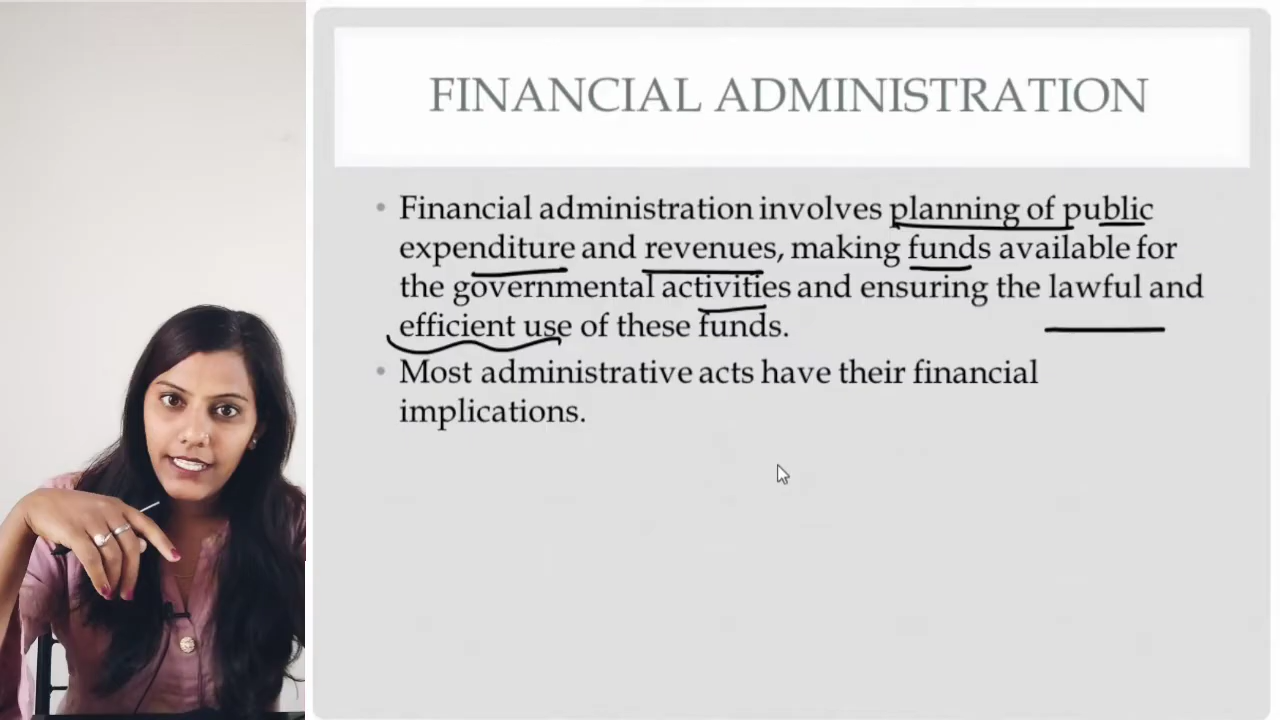 FINANCIAL ADMINISTRATION
• Financial administration involves planning of public
expenditure and revenues, making funds available for
the governmental activities and ensuring the lawful and
efficient use of these funds.
• Most administrative acts have their financial
implications.